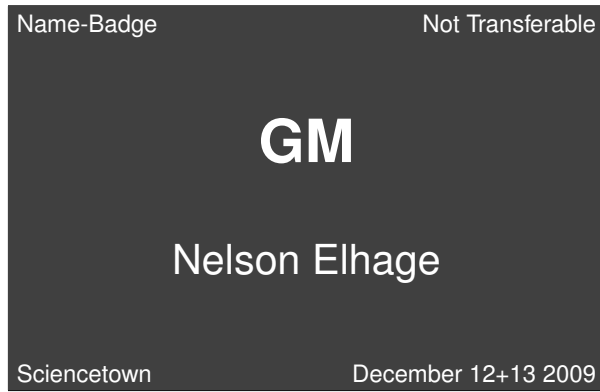 Name-Badge Not Transferable
GM
Nelson Elhage
Sciencetown December 12+13 2009